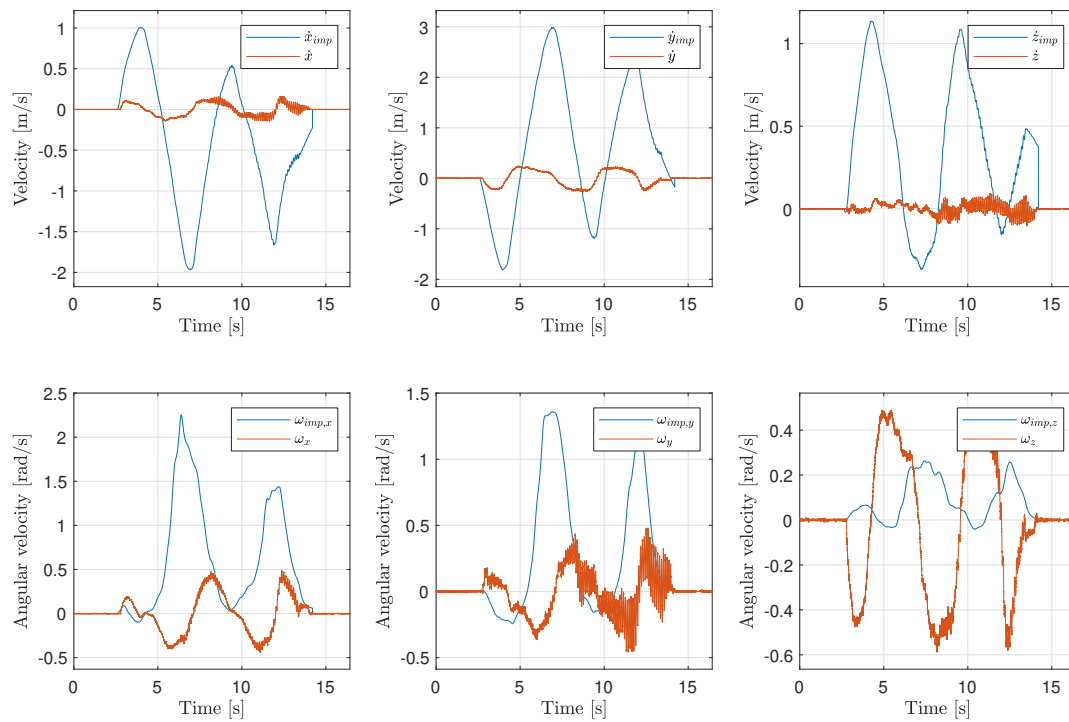 1
0.5
0
-0.5
-1
-1.5
-2
0 5 10 15
Velocity [m/s]
Time [s]
ẋ_imp
ẋ
3
2
1
0
-1
-2
0 5 10 15
Velocity [m/s]
Time [s]
ẏ_imp
ẏ
1
0.5
0
0 5 10 15
Velocity [m/s]
Time [s]
ż_imp
ż
2.5
2
1.5
1
0.5
0
-0.5
0 5 10 15
Angular velocity [rad/s]
Time [s]
ω_imp,x
ω_x
1.5
1
0.5
0
-0.5
0 5 10 15
Angular velocity [rad/s]
Time [s]
ω_imp,y
ω_y
0.4
0.2
0
-0.2
-0.4
-0.6
0 5 10 15
Angular velocity [rad/s]
Time [s]
ω_imp,z
ω_z